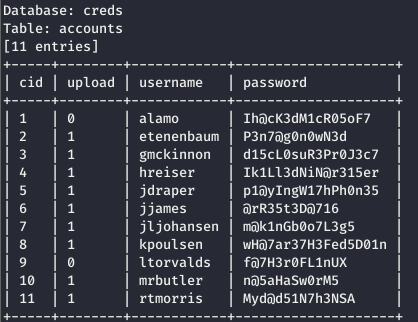 Database: creds
Table: accounts
[11 entries]
+-----+--------+------------+--------------------+
| cid | upload | username | password |
+-----+--------+------------+--------------------+
| 1 | 0 | alamo | Ih@cK3dM1cR05oF7 |
| 2 | 1 | etenenbaum | P3n7@g0n0wN3d |
| 3 | 1 | gmckinnon | d15cL0suR3Pr0J3c7 |
| 4 | 1 | hreiser | Ik1Ll3dNiN@r315er |
| 5 | 1 | jdraper | p1@yIngW17hPh0n35 |
| 6 | 1 | jjames | @rR35t3D@716 |
| 7 | 1 | jljohansen | m@k1nGb0o7L3g5 |
| 8 | 1 | kpoulsen | wH@7ar37H3Fed5D01n |
| 9 | 0 | ltorvalds | f@7H3r0FL1nUX |
| 10 | 1 | mrbutler | n@5aHaSw0rM5 |
| 11 | 1 | rtmorris | Myd@d51N7h3NSA |
+-----+--------+------------+--------------------+